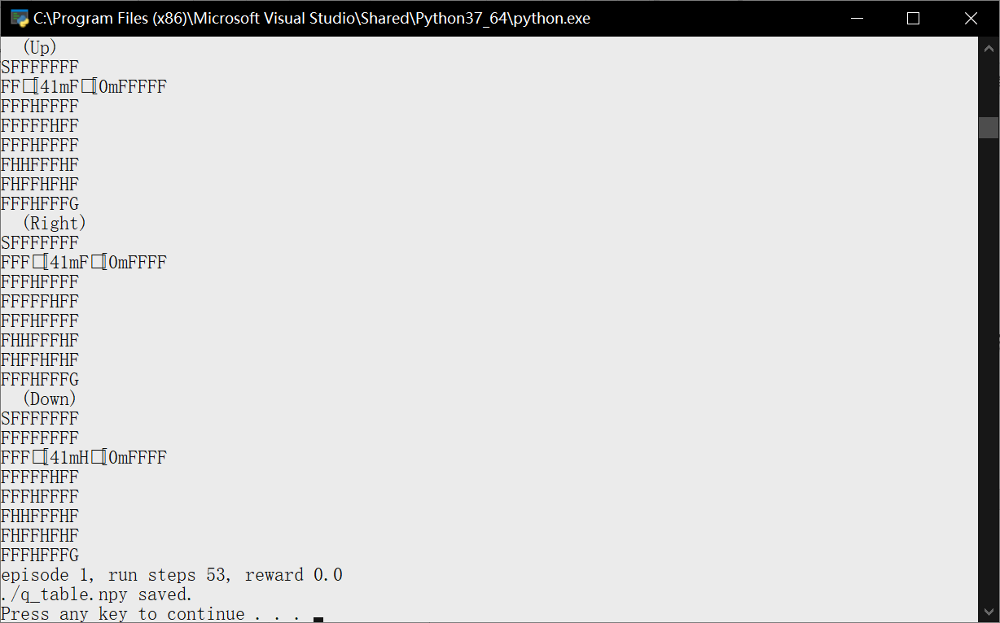 C:\Program Files (x86)\Microsoft Visual Studio\Shared\Python37_64\python.exe
(Up)
SFFFFFFF
FF□[41mF□[0mFFFFF
FFFHFFFF
FFFFFHFF
FFFHFFFF
FHHFFFHF
FHFFHFHF
FFFHFFFG
(Right)
SFFFFFFF
FFF□[41mF□[0mFFFF
FFFHFFFF
FFFFFHFF
FFFHFFFF
FHHFFFHF
FHFFHFHF
FFFHFFFG
(Down)
SFFFFFFF
FFFFFFFF
FFF□[41mH□[0mFFFF
FFFFFHFF
FFFHFFFF
FHHFFFHF
FHFFHFHF
FFFHFFFG
episode 1, run steps 53, reward 0.0
./q_table.npy saved.
Press any key to continue . . .